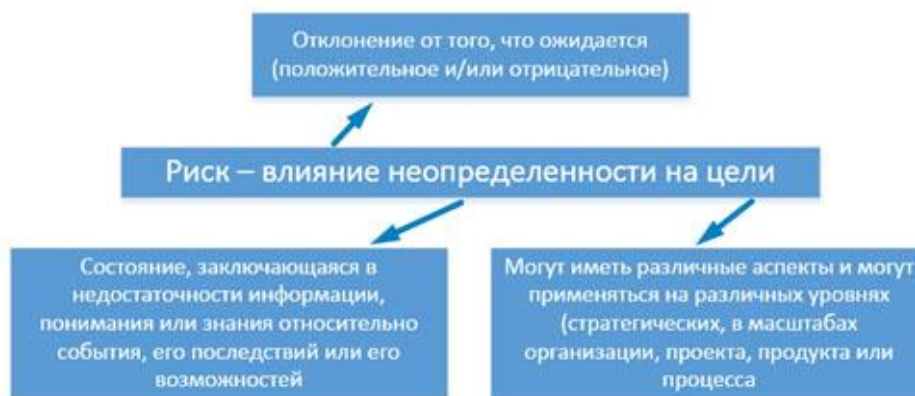 Отклонение от того, что ожидается
(положительное и/или отрицательное)
Риск – влияние неопределенности на цели
Состояние, заключающаяся в
недостаточности информации,
понимания или знания относительно
события, его последствий или его
возможностей
Могут иметь различные аспекты и могут
применяться на различных уровнях
(стратегических, в масштабах
организации, проекта, продукта или
процесса